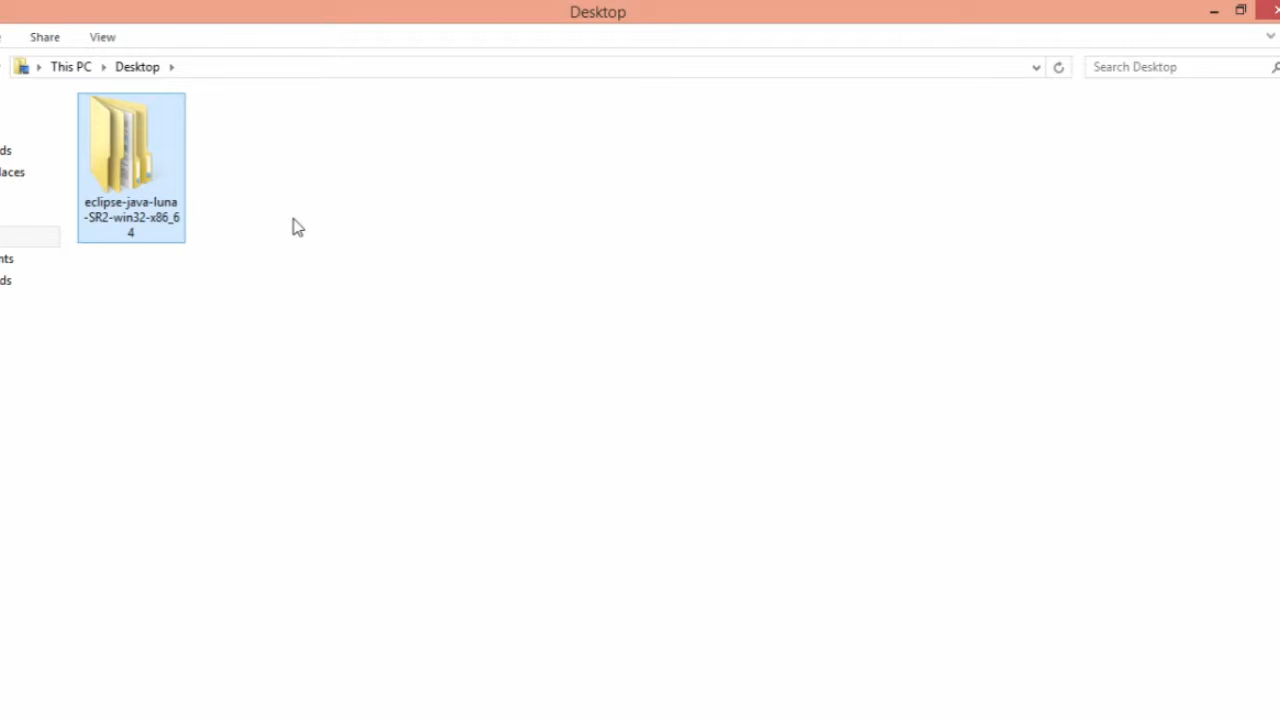 Desktop
Share View
This PC Desktop
Search Desktop
ds
laces
nts
ds
eclipse-java-luna
-SR2-win32-x86_6
4